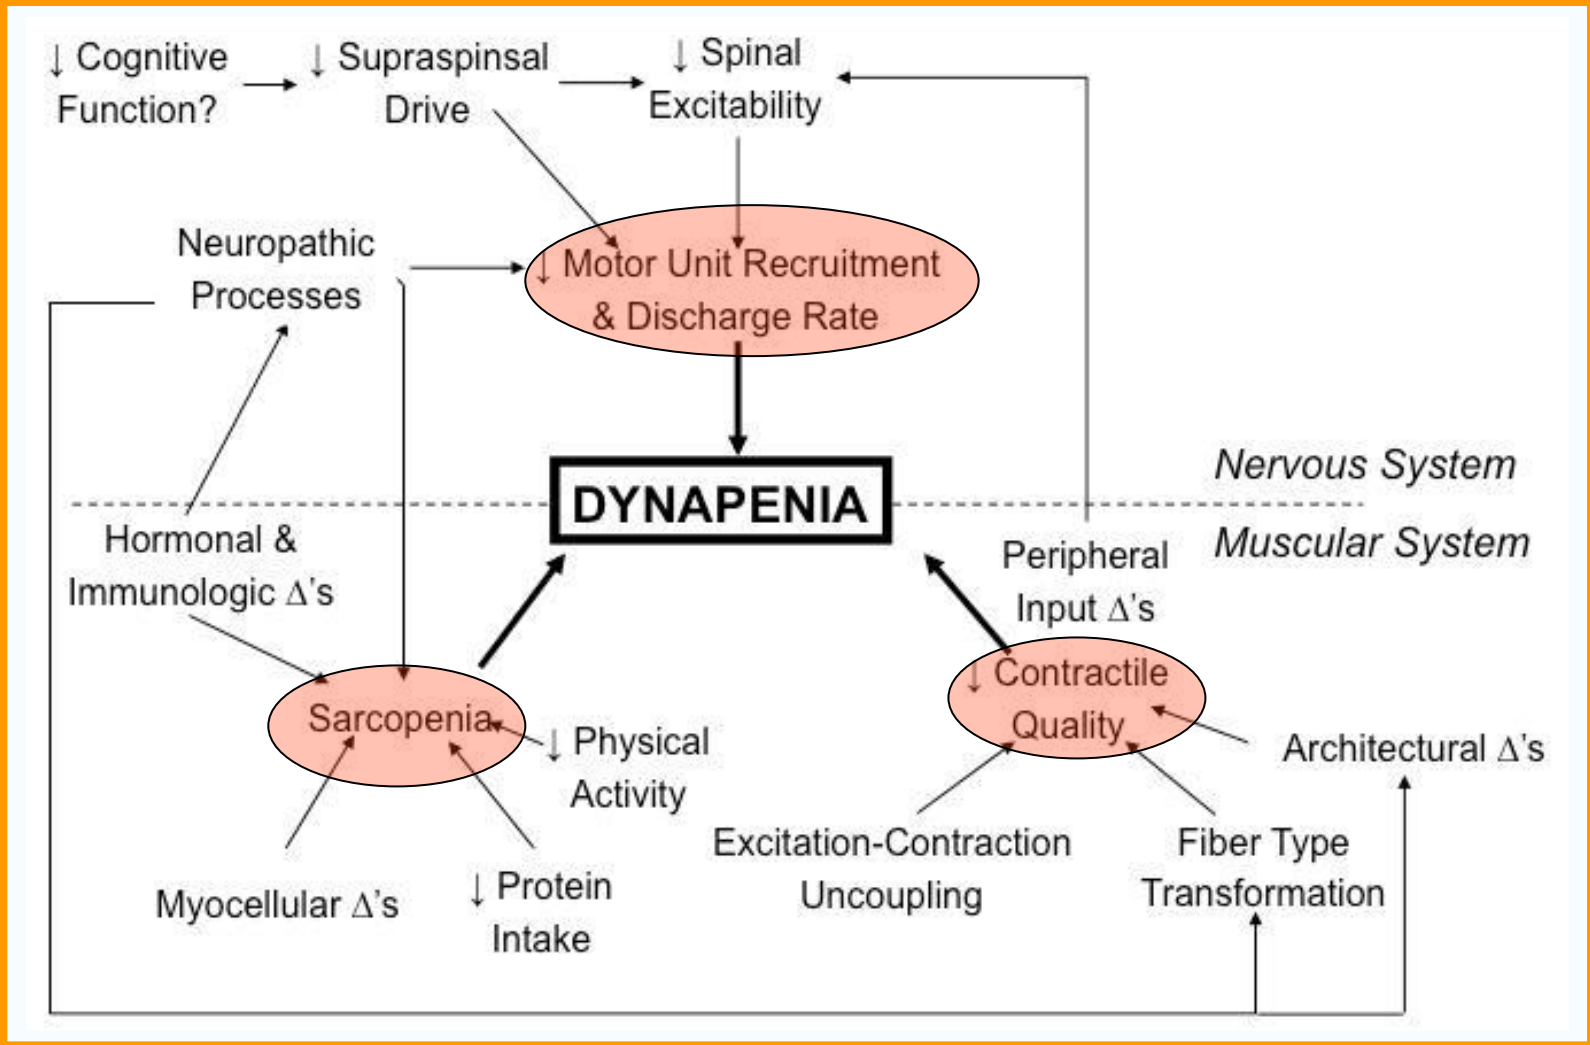 ↓ Cognitive
Function?
↓ Supraspinsal
Drive
↓ Spinal
Excitability
Neuropathic
Processes
↓ Motor Unit Recruitment
& Discharge Rate
DYNAPENIA
Nervous System
Muscular System
Hormonal &
Immunologic Δ's
Peripheral
Input Δ's
Sarcopenia
↓ Contractile
Quality
↓ Physical
Activity
Architectural Δ's
Myocellular Δ's
↓ Protein
Intake
Excitation-Contraction
Uncoupling
Fiber Type
Transformation